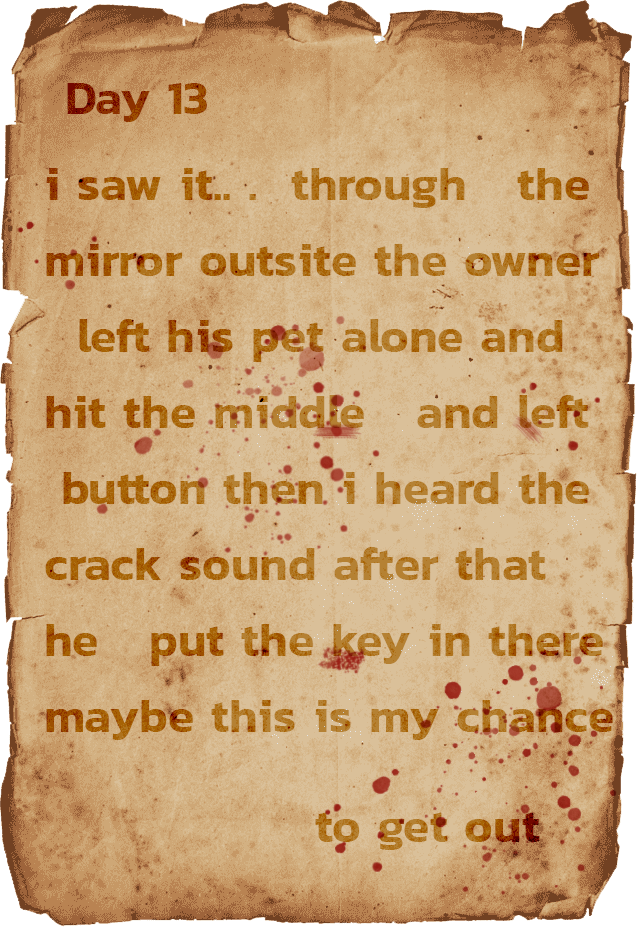 Day 13
i saw it.. . through the
mirror outsite the owner
left his pet alone and
hit the middle and left
button then i heard the
crack sound after that
he put the key in there
maybe this is my chance
to get out